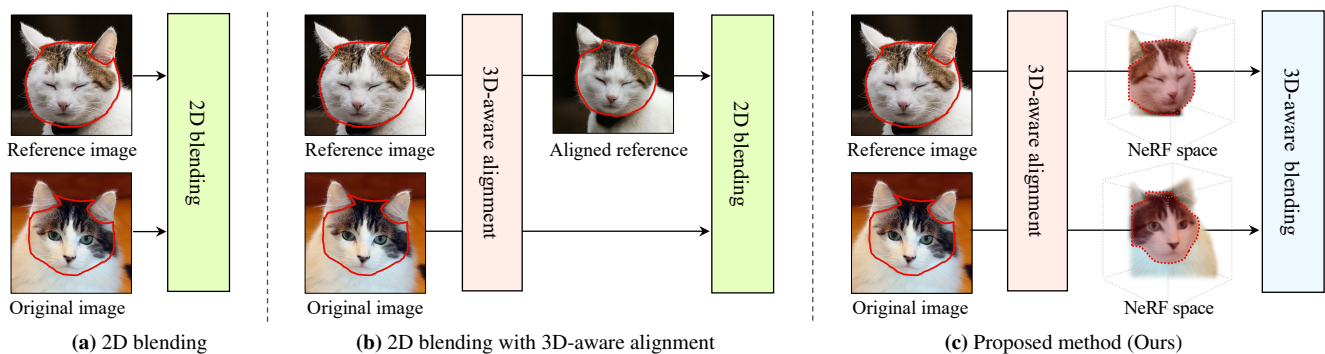 Reference image
Original image
2D blending
(a) 2D blending
Reference image
Original image
3D-aware alignment
Aligned reference
2D blending
(b) 2D blending with 3D-aware alignment
Reference image
Original image
3D-aware alignment
NeRF space
NeRF space
3D-aware blending
(c) Proposed method (Ours)